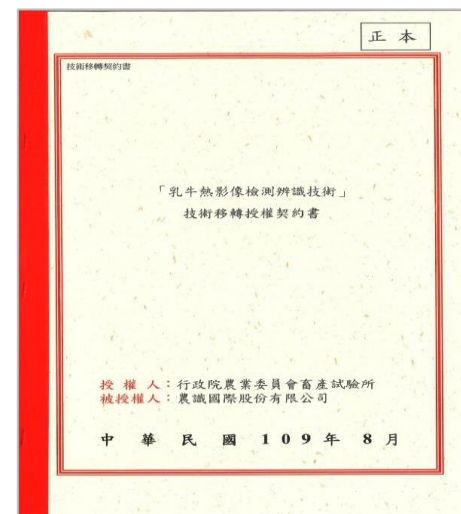 正本
技術移轉契約書
「乳牛熱影像檢測辨識技術」
技術移轉授權契約書
授權人：行政院農業委員會畜產試驗所
被授權人：農識國際股份有限公司
中華民國109年8月